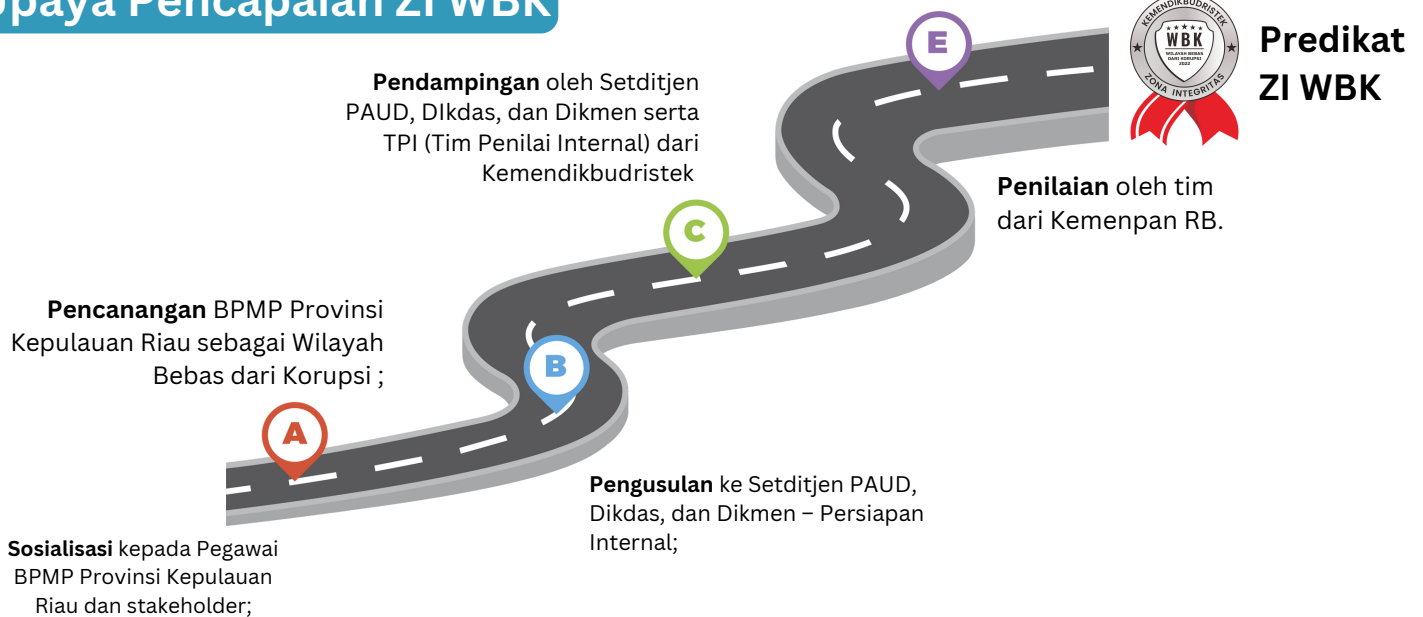 Upaya Pencapaian ZI WBK
KEMENDIKBUDRISTEK
WBK
WILAYAH BEBAS
DARI KORUPSI
2022
ZONA INTEGRITAS
Predikat
ZI WBK
E
Pendampingan oleh Setditjen
PAUD, DIkdas, dan Dikmen serta
TPI (Tim Penilai Internal) dari
Kemendikbudristek
Penilaian oleh tim
dari Kemenpan RB.
C
Pencanangan BPMP Provinsi
Kepulauan Riau sebagai Wilayah
Bebas dari Korupsi ;
B
A
Pengusulan ke Setditjen PAUD,
Dikdas, dan Dikmen – Persiapan
Internal;
Sosialisasi kepada Pegawai
BPMP Provinsi Kepulauan
Riau dan stakeholder;